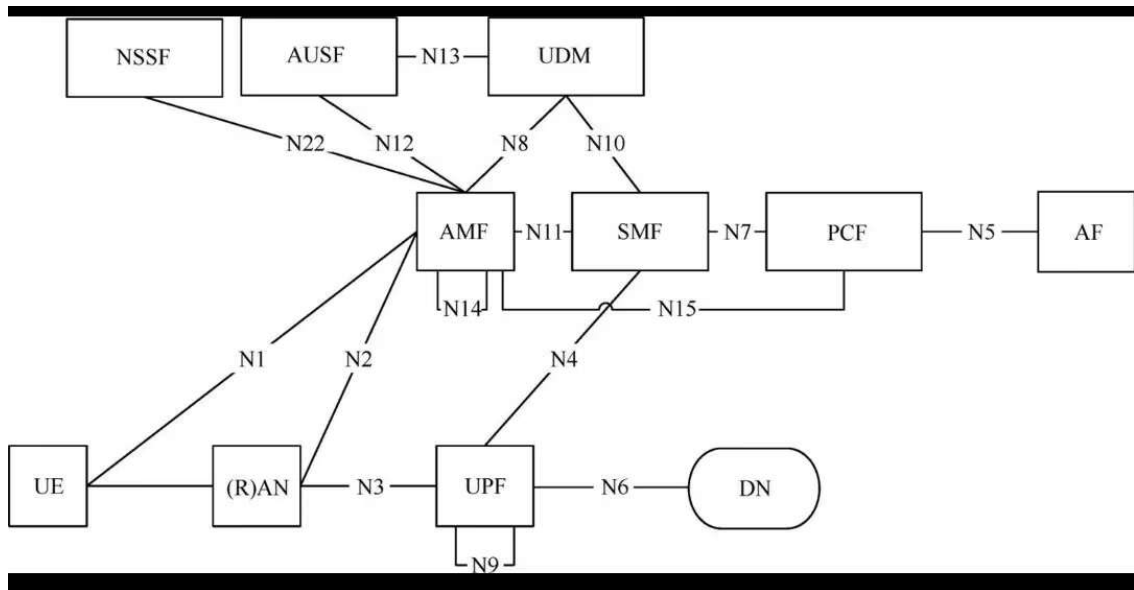 NSSF
AUSF
N13
UDM
N22
N12
N8
N10
AMF
N11
SMF
N7
PCF
N5
AF
N14
N15
N1
N2
N4
UE
(R)AN
N3
UPF
N6
DN
N9